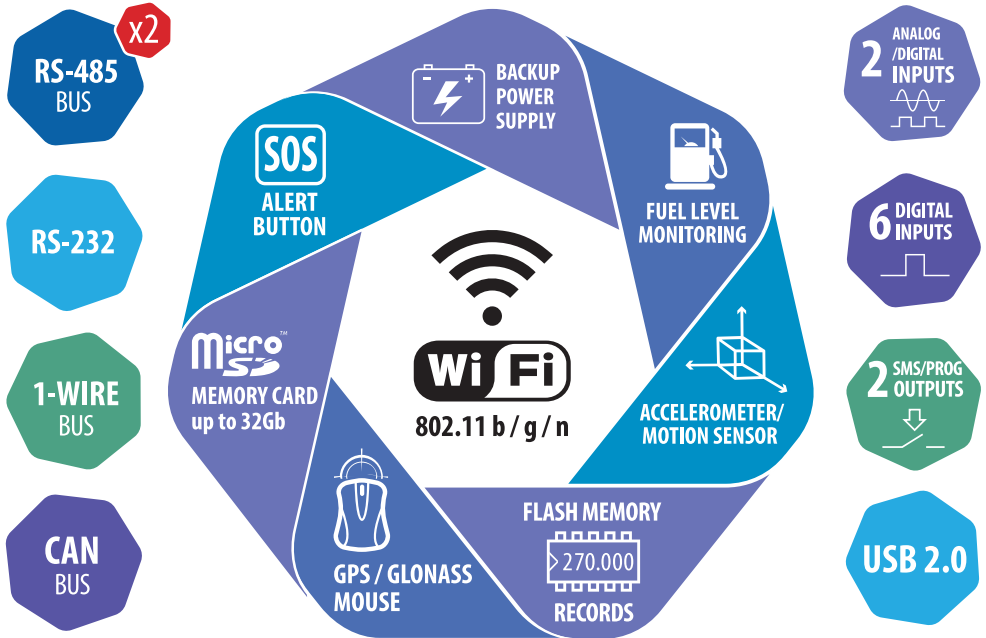 x2
RS-485
BUS
RS-232
1-WIRE
BUS
CAN
BUS
BACKUP
POWER
SUPPLY
SOS
ALERT
BUTTON
FUEL LEVEL
MONITORING
Micro™
SD
MEMORY CARD
up to 32Gb
Wi Fi
802.11 b / g / n
ACCELEROMETER/
MOTION SENSOR
GPS / GLONASS
MOUSE
FLASH MEMORY
270.000
RECORDS
2 ANALOG
/DIGITAL
INPUTS
6 DIGITAL
INPUTS
2 SMS/PROG
OUTPUTS
USB 2.0